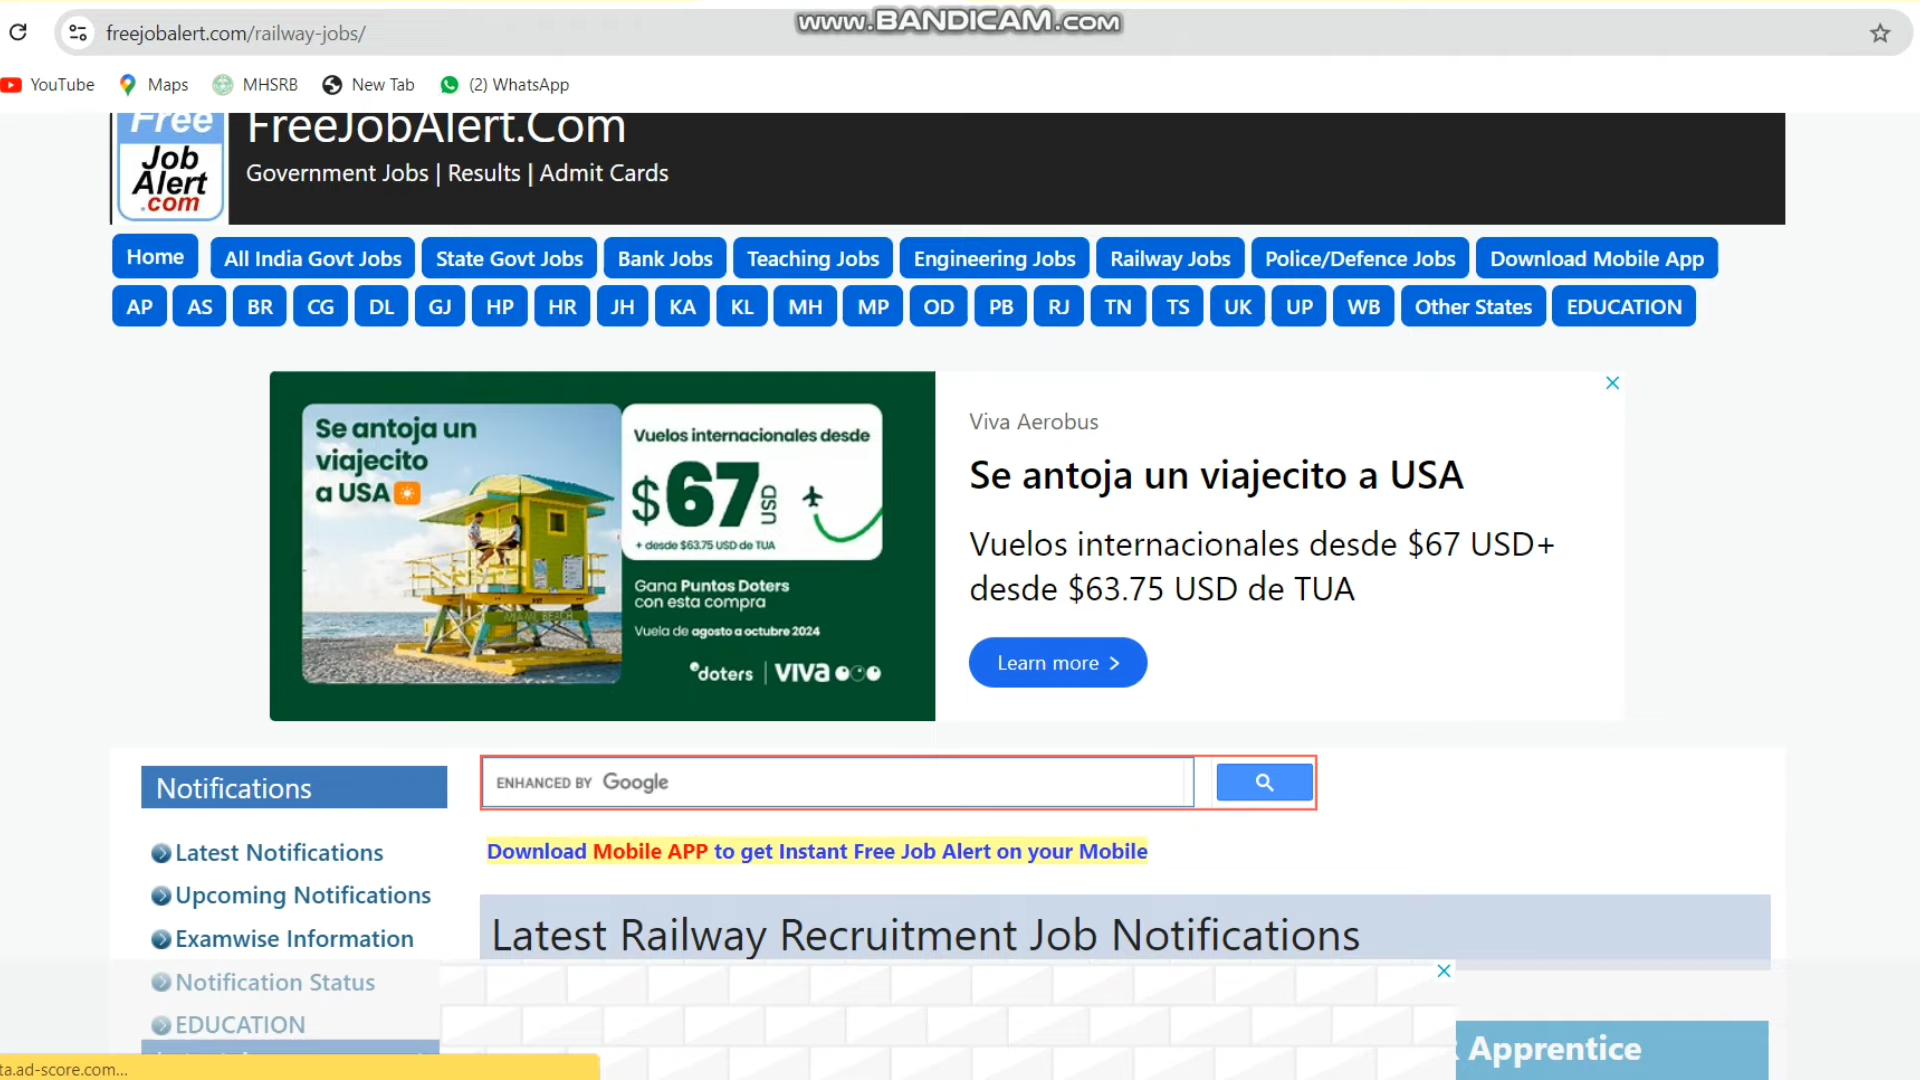 www.BANDICAM.com
freejobalert.com/railway-jobs/
YouTube
Maps
MHSRB
New Tab
(2) WhatsApp
Free
Job
Alert
.com
FreeJobAlert.Com
Government Jobs | Results | Admit Cards
Home
All India Govt Jobs
State Govt Jobs
Bank Jobs
Teaching Jobs
Engineering Jobs
Railway Jobs
Police/Defence Jobs
Download Mobile App
AP
AS
BR
CG
DL
GJ
HP
HR
JH
KA
KL
MH
MP
OD
PB
RJ
TN
TS
UK
UP
WB
Other States
EDUCATION
Se antoja un
viajecito
a USA
Vuelos internacionales desde
$67 USD
+ desde $63.75 USD de TUA
Gana Puntos Doters
con esta compra
Vuela de agosto a octubre 2024
doters | VIVA
MIAMI BEACH
Viva Aerobus
Se antoja un viajecito a USA
Vuelos internacionales desde $67 USD+
desde $63.75 USD de TUA
Learn more
Notifications
Latest Notifications
Upcoming Notifications
Examwise Information
Notification Status
EDUCATION
ENHANCED BY Google
Download Mobile APP to get Instant Free Job Alert on your Mobile
Latest Railway Recruitment Job Notifications
Apprentice
ta.ad-score.com...